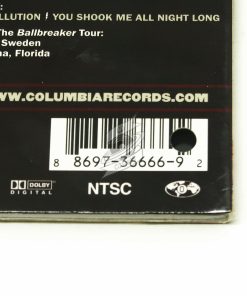 :
LLUTION / YOU SHOOK ME ALL NIGHT LONG
The Ballbreaker Tour:
Sweden
na, Florida
WWW.COLUMBIARECORDS.COM
8 8697-36666-9 2
DOLBY
DIGITAL
NTSC